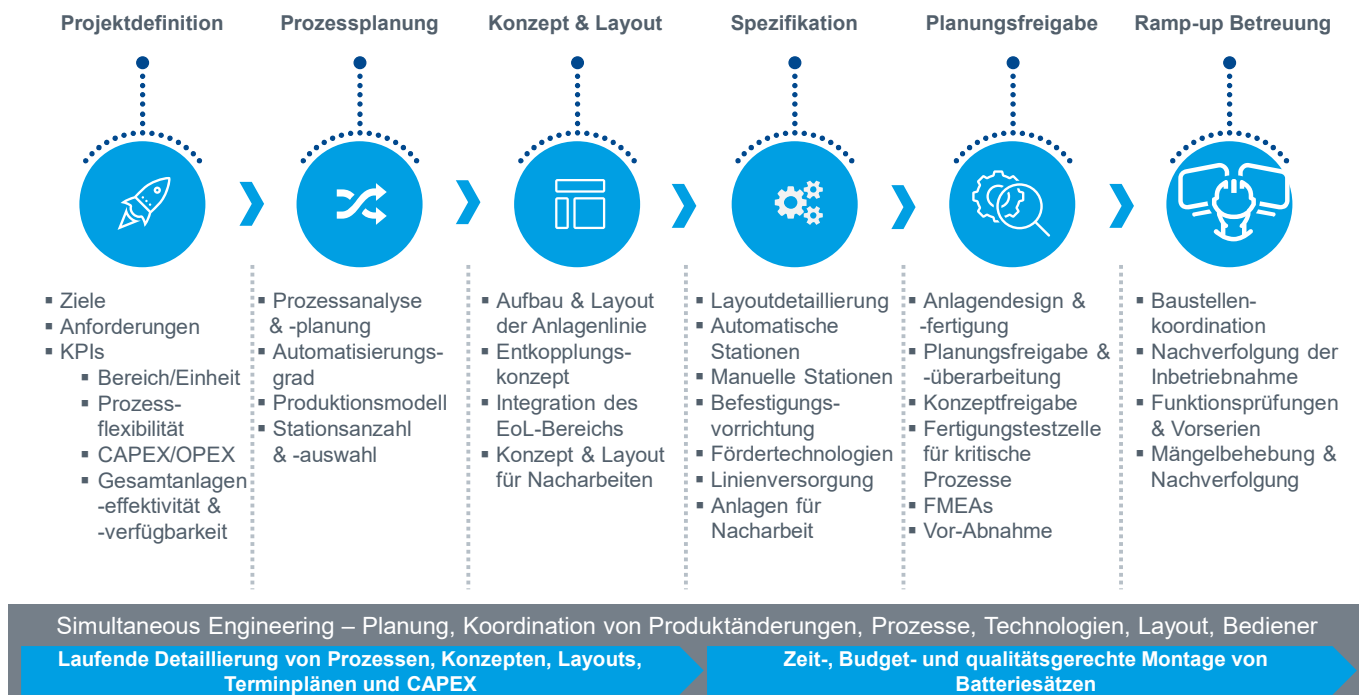 Projektdefinition
Prozessplanung
Konzept & Layout
Spezifikation
Planungsfreigabe
Ramp-up Betreuung
▪ Ziele
▪ Anforderungen
▪ KPIs
▪ Bereich/Einheit
▪ Prozess-
flexibilität
▪ CAPEX/OPEX
▪ Gesamtanlagen
-effektivität &
-verfügbarkeit
▪ Prozessanalyse
& -planung
▪ Automatisierungs-
grad
▪ Produktionsmodell
▪ Stationsanzahl
& -auswahl
▪ Aufbau & Layout
der Anlagenlinie
▪ Entkopplungs-
konzept
▪ Integration des
EoL-Bereichs
▪ Konzept & Layout
für Nacharbeiten
▪ Layoutdetaillierung
▪ Automatische
Stationen
▪ Manuelle Stationen
▪ Befestigungs-
vorrichtung
▪ Fördertechnologien
▪ Linienversorgung
▪ Anlagen für
Nacharbeit
▪ Anlagendesign &
-fertigung
▪ Planungsfreigabe &
-überarbeitung
▪ Konzeptfreigabe
▪ Fertigungstestzelle
für kritische
Prozesse
▪ FMEAs
▪ Vor-Abnahme
▪ Baustellen-
koordination
▪ Nachverfolgung der
Inbetriebnahme
▪ Funktionsprüfungen
& Vorserien
▪ Mängelbehebung &
Nachverfolgung
Simultaneous Engineering – Planung, Koordination von Produktänderungen, Prozesse, Technologien, Layout, Bediener
Laufende Detaillierung von Prozessen, Konzepten, Layouts,
Terminplänen und CAPEX
Zeit-, Budget- und qualitätsgerechte Montage von
Batteriesätzen